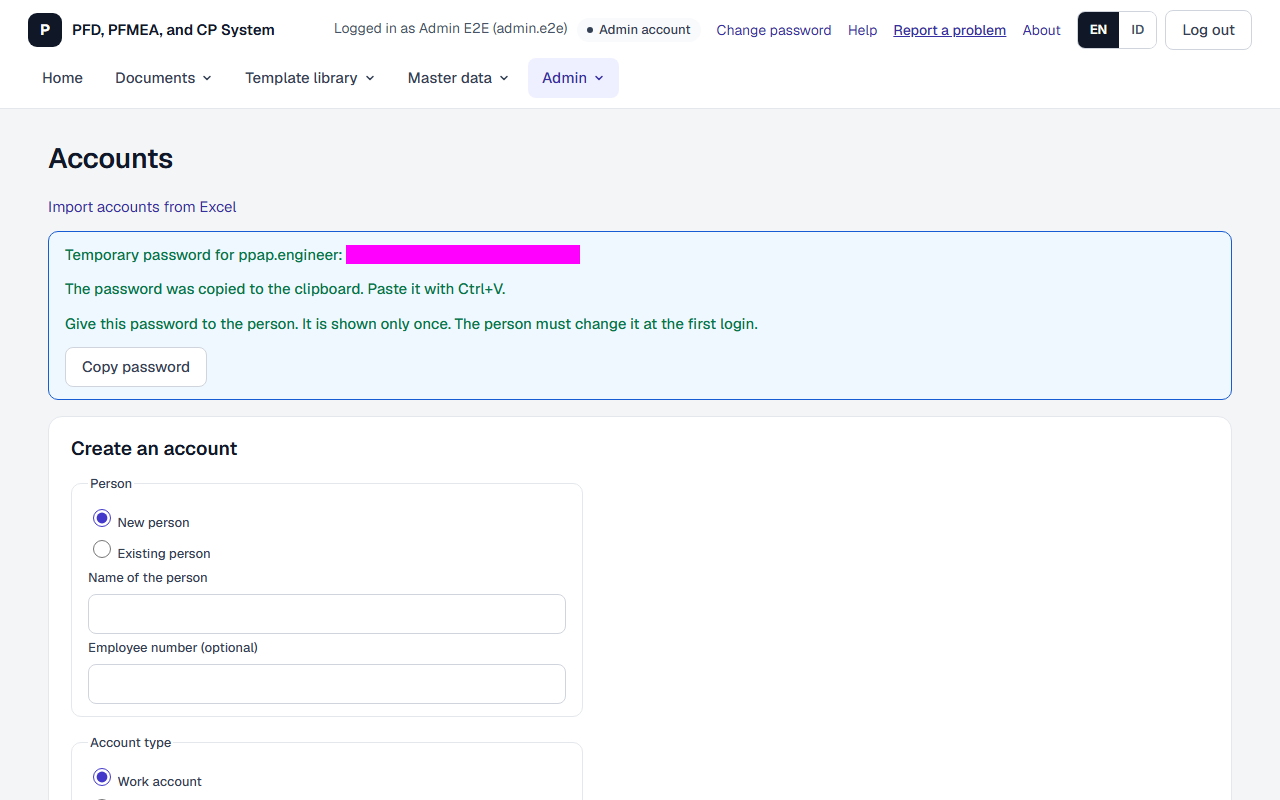 P PFD, PFMEA, and CP System Logged in as Admin E2E (admin.e2e) Admin account Change password Help Report a problem About EN ID Log out
Home Documents Template library Master data Admin
Accounts
Import accounts from Excel
Temporary password for ppap.engineer:
The password was copied to the clipboard. Paste it with Ctrl+V.
Give this password to the person. It is shown only once. The person must change it at the first login.
Copy password
Create an account
Person
New person
Existing person
Name of the person
Employee number (optional)
Account type
Work account